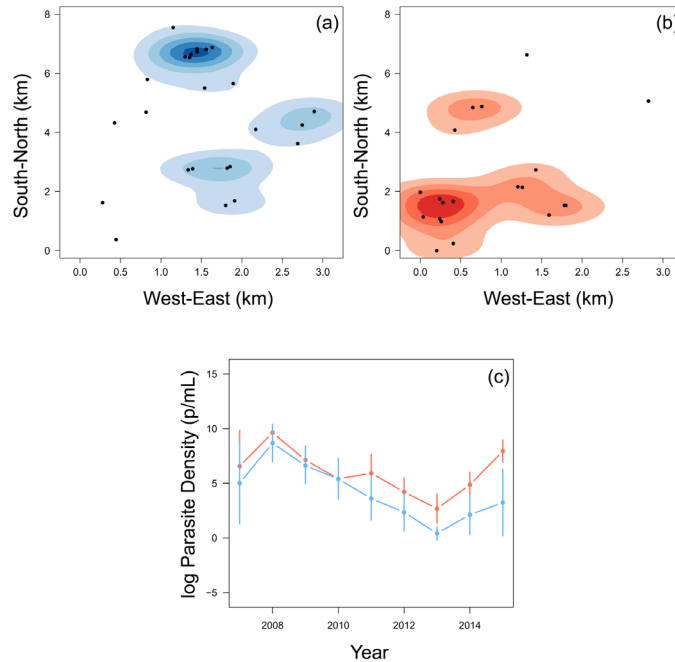 (a)
South-North (km)
8
6
4
2
0
0.0 0.5 1.0 1.5 2.0 2.5 3.0
West-East (km)
(b)
South-North (km)
8
6
4
2
0
0.0 0.5 1.0 1.5 2.0 2.5 3.0
West-East (km)
(c)
log Parasite Density (p/mL)
15
10
5
0
−5
2008 2010 2012 2014
Year